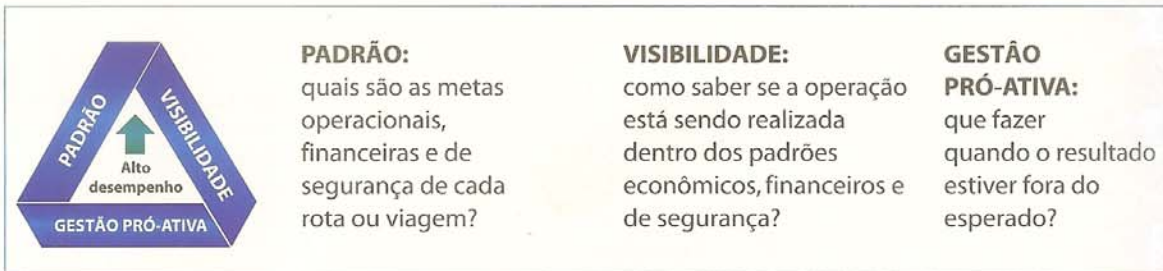 PADRÃO
VISIBILIDADE
Alto
desempenho
GESTÃO PRÓ-ATIVA
PADRÃO:
quais são as metas
operacionais,
financeiras e de
segurança de cada
rota ou viagem?
VISIBILIDADE:
como saber se a operação
está sendo realizada
dentro dos padrões
econômicos, financeiros e
de segurança?
GESTÂO
PRÓ-ATIVA:
que fazer
quando o resultado
estiver fora do
esperado?